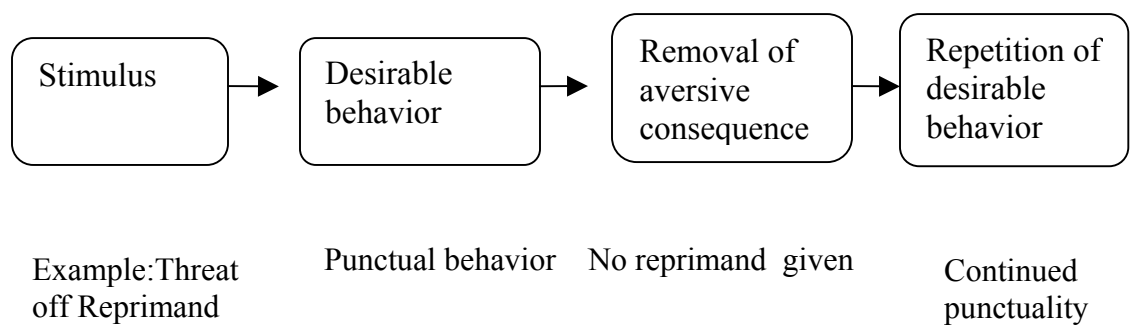 Stimulus
Desirable
behavior
Removal of
aversive
consequence
Repetition of
desirable
behavior
Example:Threat
off Reprimand
Punctual behavior
No reprimand given
Continued
punctuality